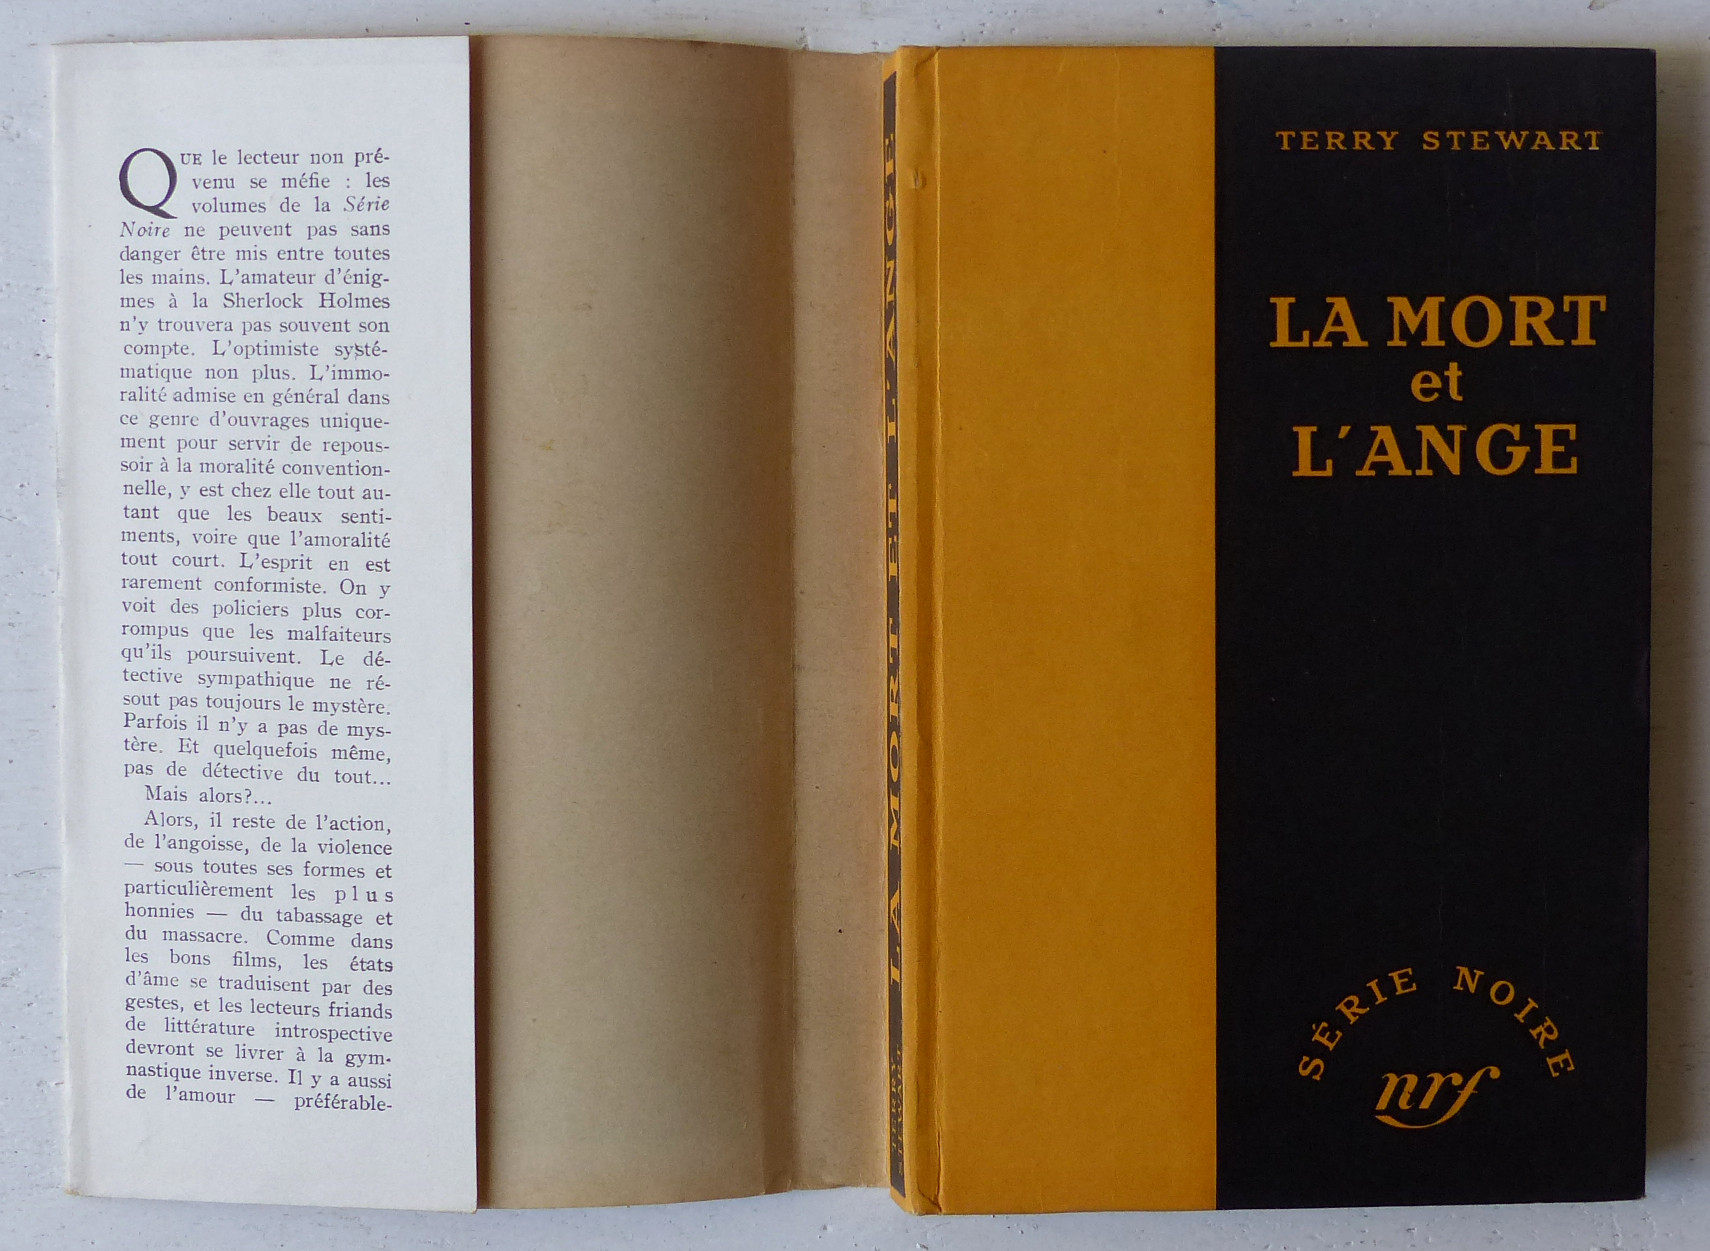 QUE le lecteur non pré-
venu se méfie : les
volumes de la Série
Noire ne peuvent pas sans
danger être mis entre toutes
les mains. L'amateur d'énig-
mes à la Sherlock Holmes
n'y trouvera pas souvent son
compte. L'optimiste systé-
matique non plus. L'immo-
ralité admise en général dans
ce genre d'ouvrages unique-
ment pour servir de repous-
soir à la moralité convention-
nelle, y est chez elle tout au-
tant que les beaux senti-
ments, voire que l'amoralité
tout court. L'esprit en est
rarement conformiste. On y
voit des policiers plus cor-
rompus que les malfaiteurs
qu'ils poursuivent. Le dé-
tective sympathique ne ré-
sout pas toujours le mystère.
Parfois il n'y a pas de mys-
tère. Et quelquefois même,
pas de détective du tout...
Mais alors?...
Alors, il reste de l'action,
de l'angoisse, de la violence
— sous toutes ses formes et
particulièrement les plus
honnies — du tabassage et
du massacre. Comme dans
les bons films, les états
d'âme se traduisent par des
gestes, et les lecteurs friands
de littérature introspective
devront se livrer à la gym-
nastique inverse. Il y a aussi
de l'amour — préférable-
TERRY
STEWART
LA MORT ET L'ANGE
TERRY STEWART
LA MORT
et
L'ANGE
SÉRIE NOIRE
nrf